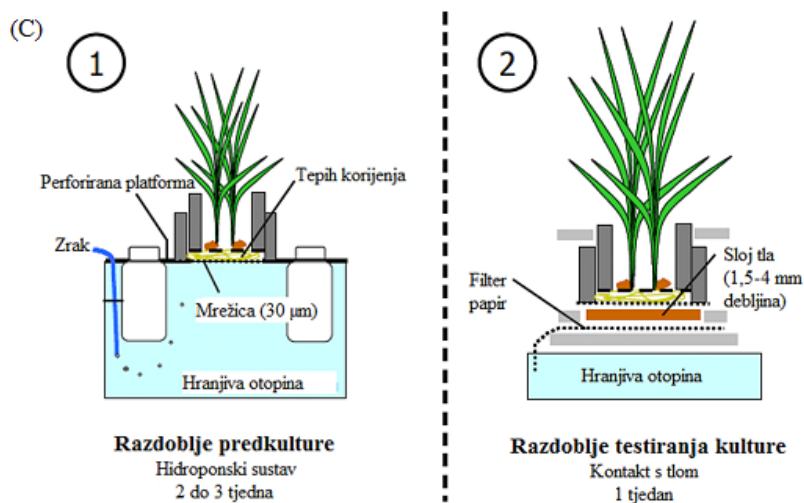 (C)
1
Perforirana platforma
Tepih korijenja
Zrak
Mrežica (30 μm)
Hranjiva otopina
Razdoblje predkulture
Hidroponski sustav
2 do 3 tjedna
2
Sloj tla
(1,5-4 mm
debljina)
Filter
papir
Hranjiva otopina
Razdoblje testiranja kulture
Kontakt s tlom
1 tjedan